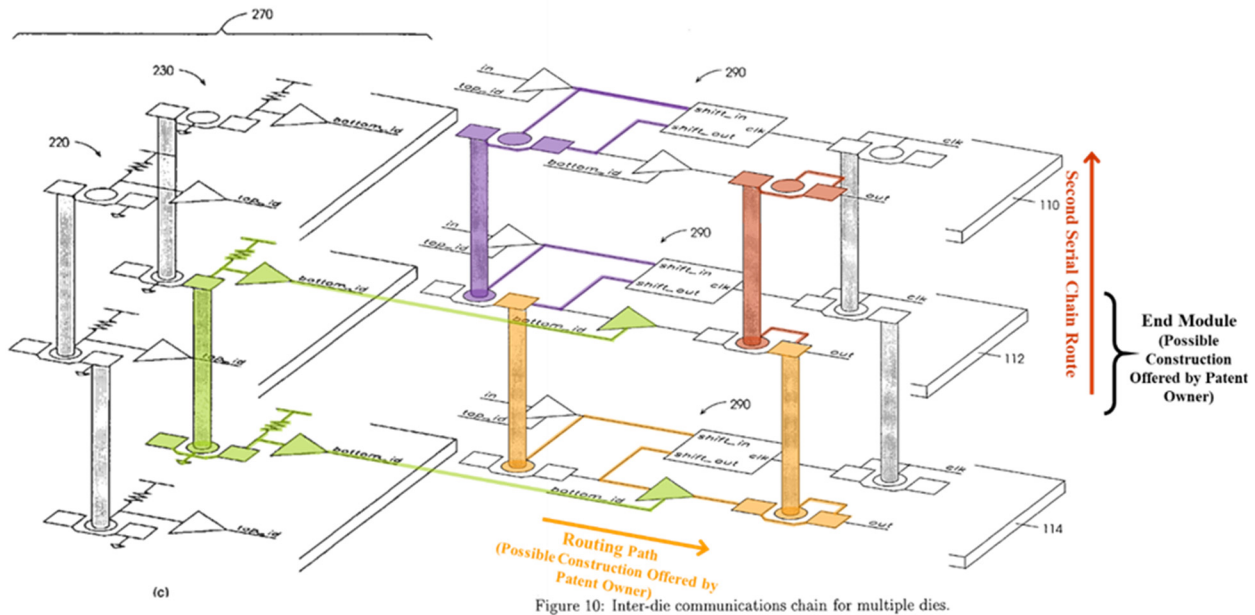 270
230
220
bottom_id
top_id
in
top_id
290
shift_in
shift_out
clk
clk
bottom_id
out
110
bottom_id
top_id
in
top_id
290
shift_in
shift_out
clk
clk
bottom_id
out
112
bottom_id
top_id
in
top_id
290
shift_in
shift_out
clk
clk
bottom_id
out
114
Second Serial Chain Route
End Module
(Possible
Construction
Offered by Patent
Owner)
Routing Path
(Possible Construction Offered by
Patent Owner)
(c)
Figure 10: Inter-die communications chain for multiple dies.